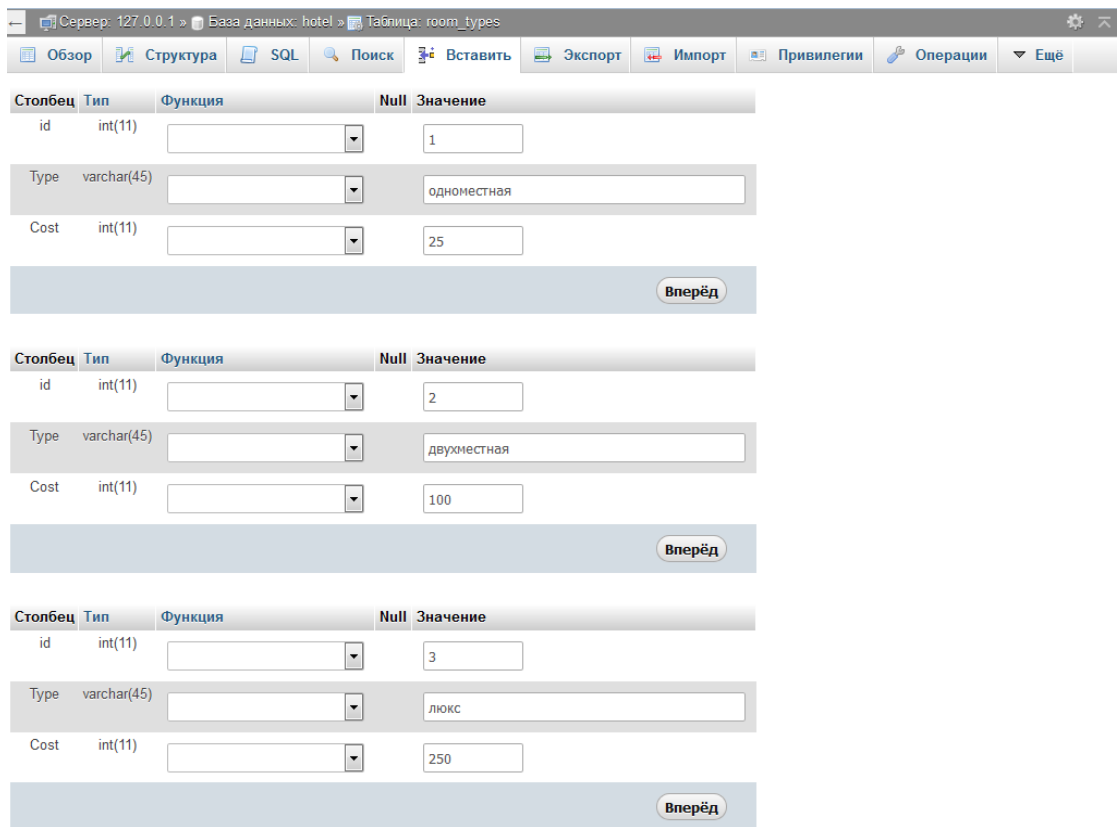 ← Сервер: 127.0.0.1 » База данных: hotel » Таблица: room_types
Обзор Структура SQL Поиск Вставить Экспорт Импорт Привилегии Операции Ещё
Столбец Тип Функция Null Значение
id int(11) 1
Type varchar(45) одноместная
Cost int(11) 25
Вперёд
Столбец Тип Функция Null Значение
id int(11) 2
Type varchar(45) двухместная
Cost int(11) 100
Вперёд
Столбец Тип Функция Null Значение
id int(11) 3
Type varchar(45) люкс
Cost int(11) 250
Вперёд